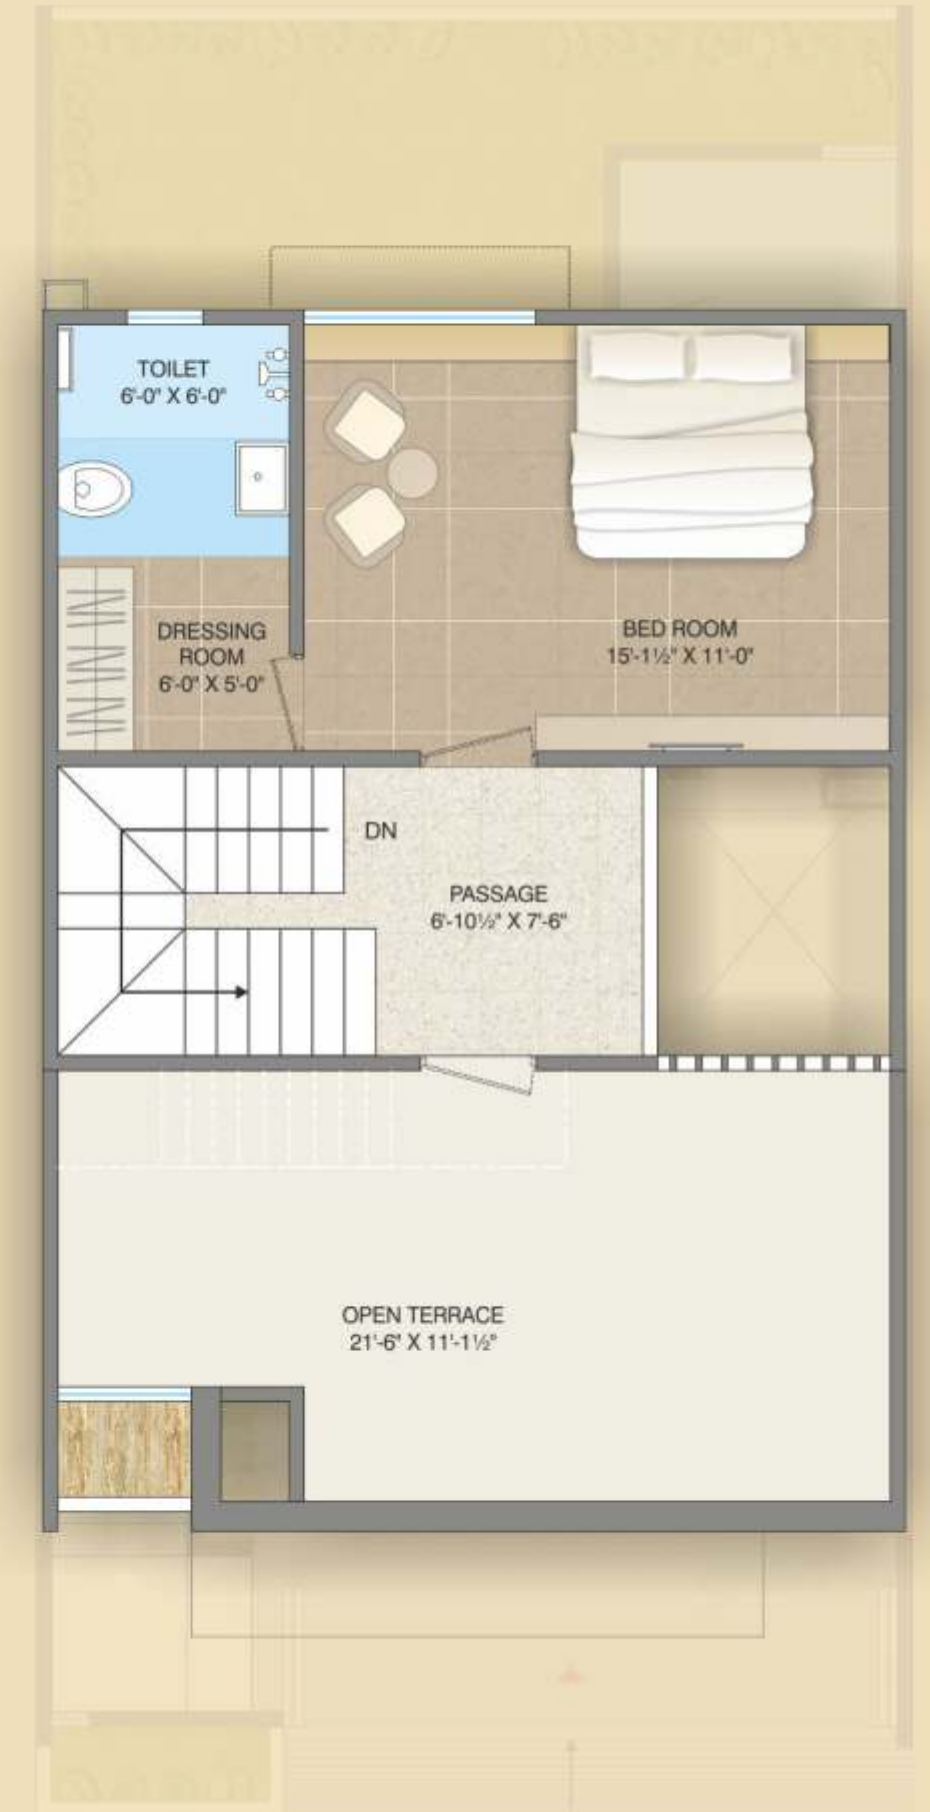 TOILET
6'-0" X 6'-0"
DRESSING
ROOM
6'-0" X 5'-0"
BED ROOM
15'-1½" X 11'-0"
DN
PASSAGE
6'-10½" X 7'-6"
OPEN TERRACE
21'-6" X 11'-1½"